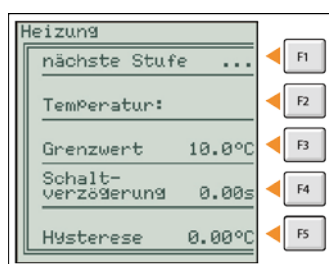 Heizung
nächste Stufe ... F1
Temperatur: F2
Grenzwert 10.0°C F3
Schalt-
verzögerung 0.00s F4
Hysterese 0.00°C F5